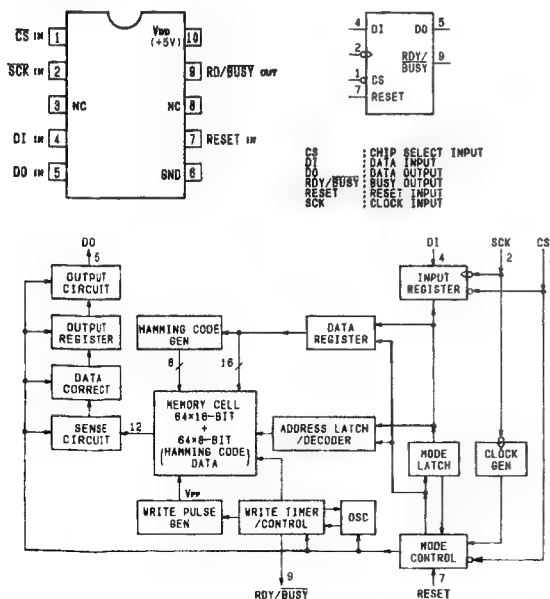 CS IN 1
SCK IN 2
3 NC
DI IN 4
DO IN 5
VDD
(+5V) 10
9 RD/BUSY OUT
NC 8
7 RESET IN
GND 6
4 DI DO 5
2
RDY/
BUSY 9
1 CS
7 RESET
CS : CHIP SELECT INPUT
DI : DATA INPUT
DO : DATA OUTPUT
RDY/BUSY : BUSY OUTPUT
RESET : RESET INPUT
SCK : CLOCK INPUT
DO
5
OUTPUT
CIRCUIT
OUTPUT
REGISTER
DATA
CORRECT
SENSE
CIRCUIT
12
HAMMING CODE
GEN
8
16
MEMORY CELL
64×16-BIT
+
64×8-BIT
(HAMMING CODE
DATA)
VPP
WRITE PULSE
GEN
WRITE TIMER
/CONTROL
OSC
9
RDY/BUSY
DATA
REGISTER
ADDRESS LATCH
/DECODER
DI
4
SCK
2
CS
INPUT
REGISTER
MODE
LATCH
CLOCK
GEN
MODE
CONTROL
7
RESET